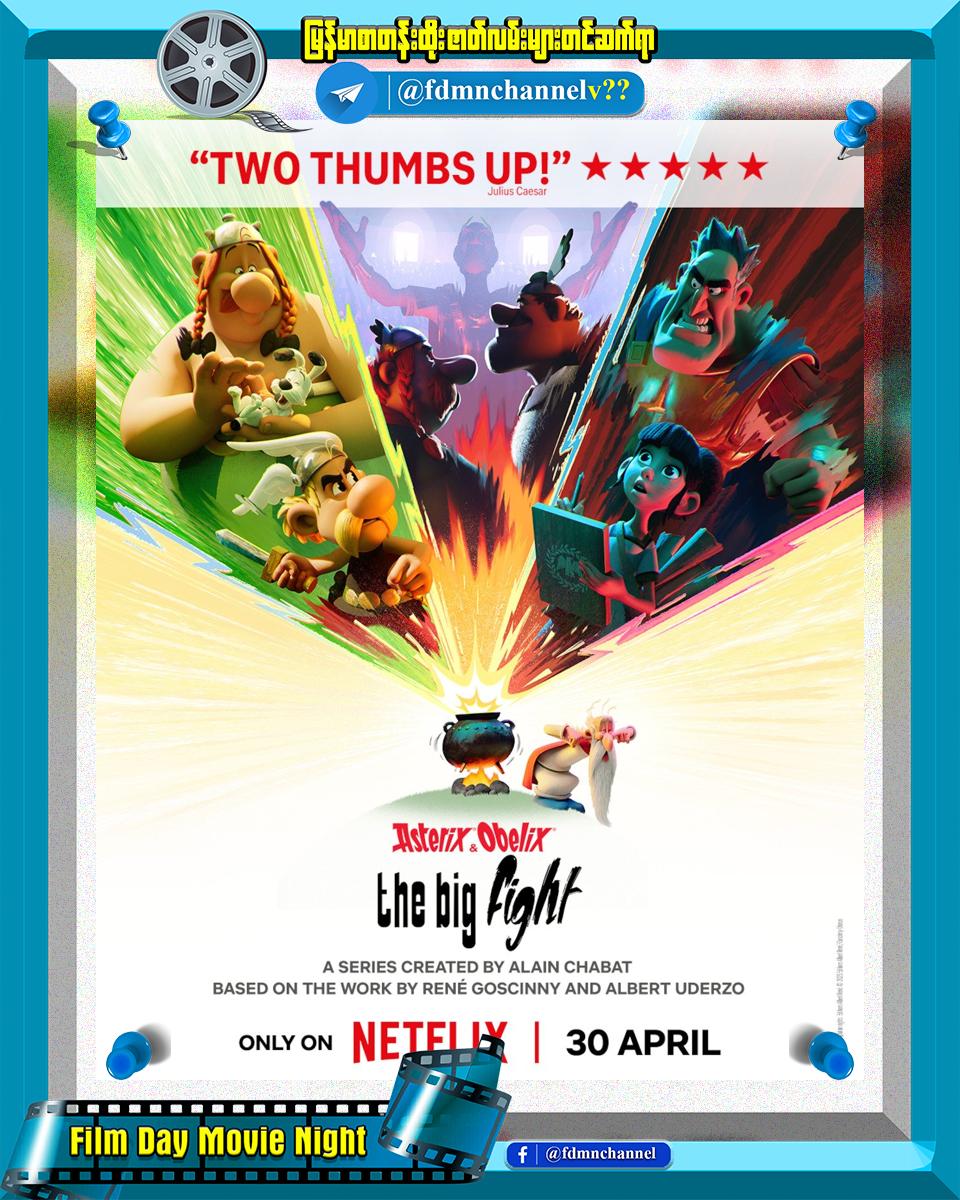 မြန်မာစာတန်းထိုးဇာတ်လမ်းများတင်ဆက်ရာ
@fdmnchannelv??
“TWO THUMBS UP!” ★★★★★
Julius Caesar
Asterix & Obelix
the big fight
A SERIES CREATED BY ALAIN CHABAT
BASED ON THE WORK BY RENÉ GOSCINNY AND ALBERT UDERZO
ONLY ON NETFLIX | 30 APRIL
Film Day Movie Night
@fdmnchannel